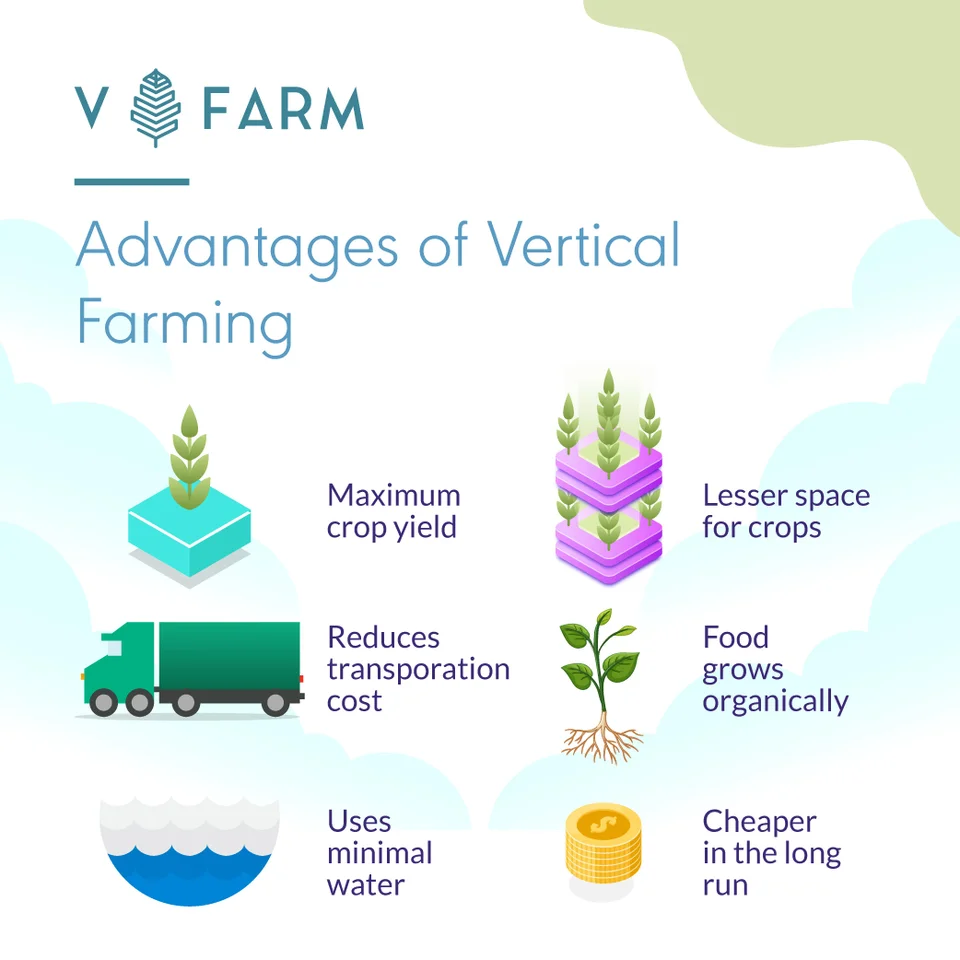 V FARM
Advantages of Vertical
Farming
Maximum
crop yield
Lesser space
for crops
Reduces
transporation
cost
Food
grows
organically
Uses
minimal
water
$
Cheaper
in the long
run